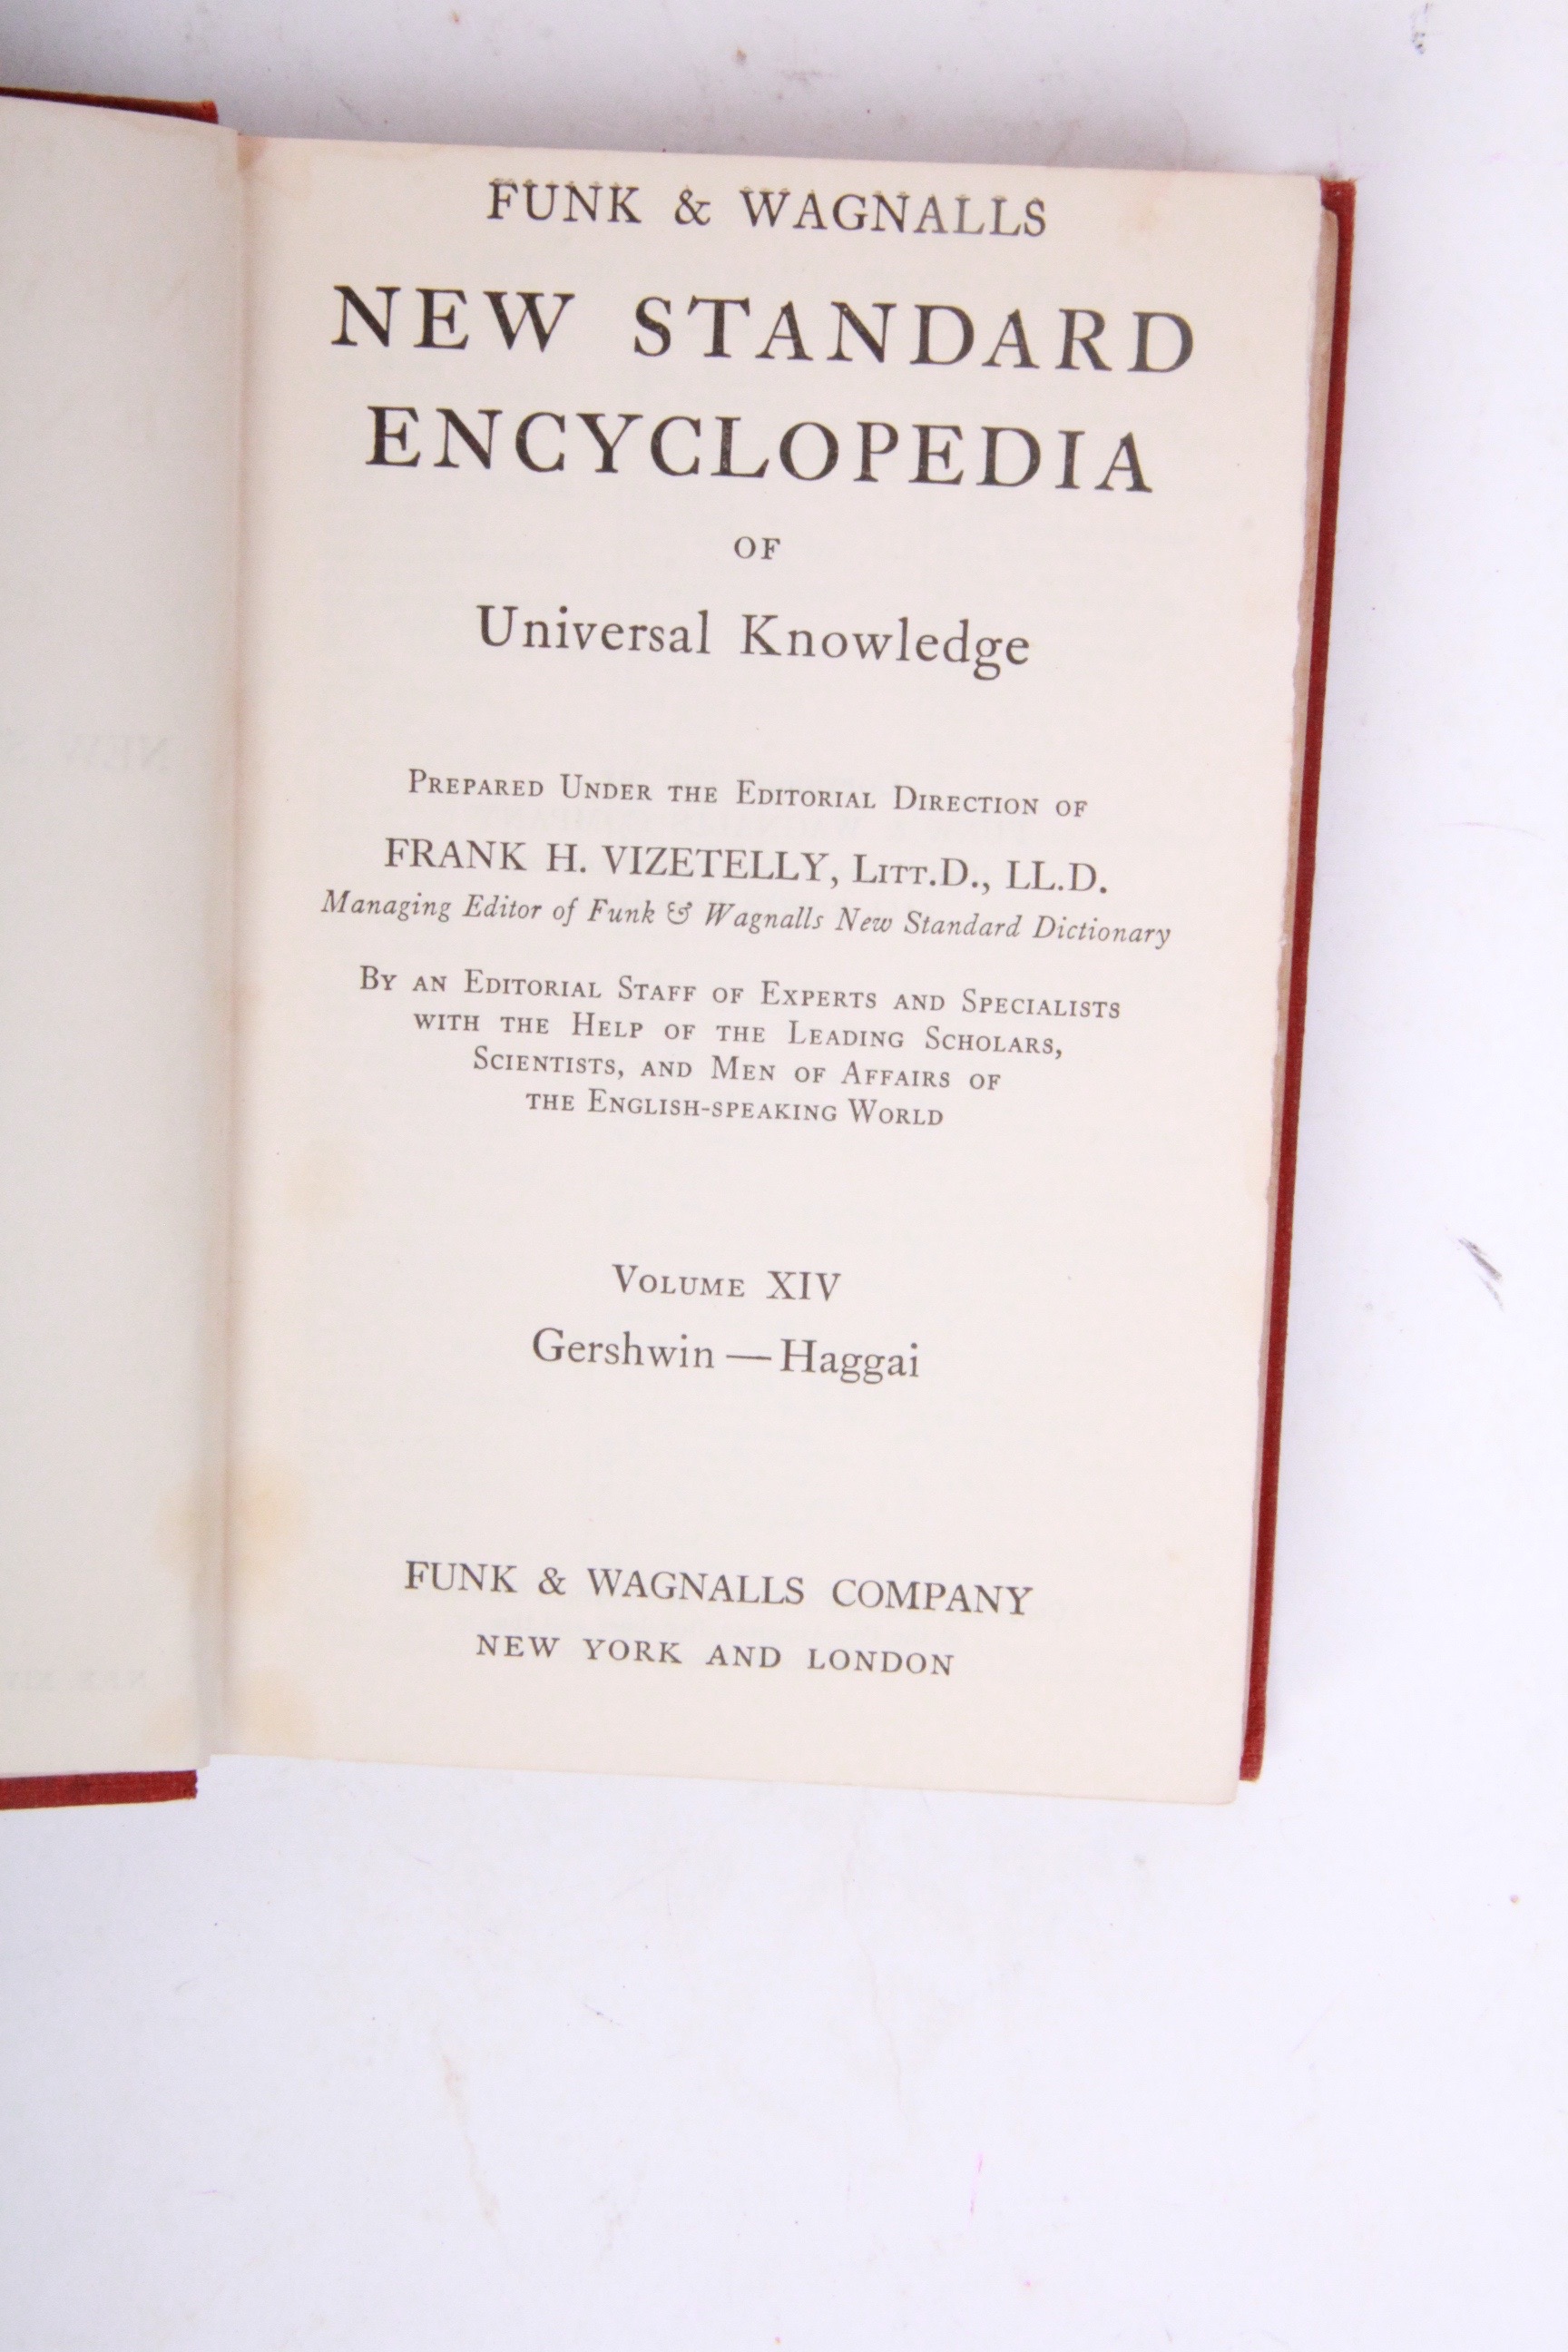 FUNK & WAGNALLS
NEW STANDARD
ENCYCLOPEDIA
OF
Universal Knowledge
PREPARED UNDER THE EDITORIAL DIRECTION OF
FRANK H. VIZETELLY, LITT.D., LL.D.
Managing Editor of Funk & Wagnalls New Standard Dictionary
BY AN EDITORIAL STAFF OF EXPERTS AND SPECIALISTS
WITH THE HELP OF THE LEADING SCHOLARS,
SCIENTISTS, AND MEN OF AFFAIRS OF
THE ENGLISH-SPEAKING WORLD
VOLUME XIV
Gershwin — Haggai
FUNK & WAGNALLS COMPANY
NEW YORK AND LONDON